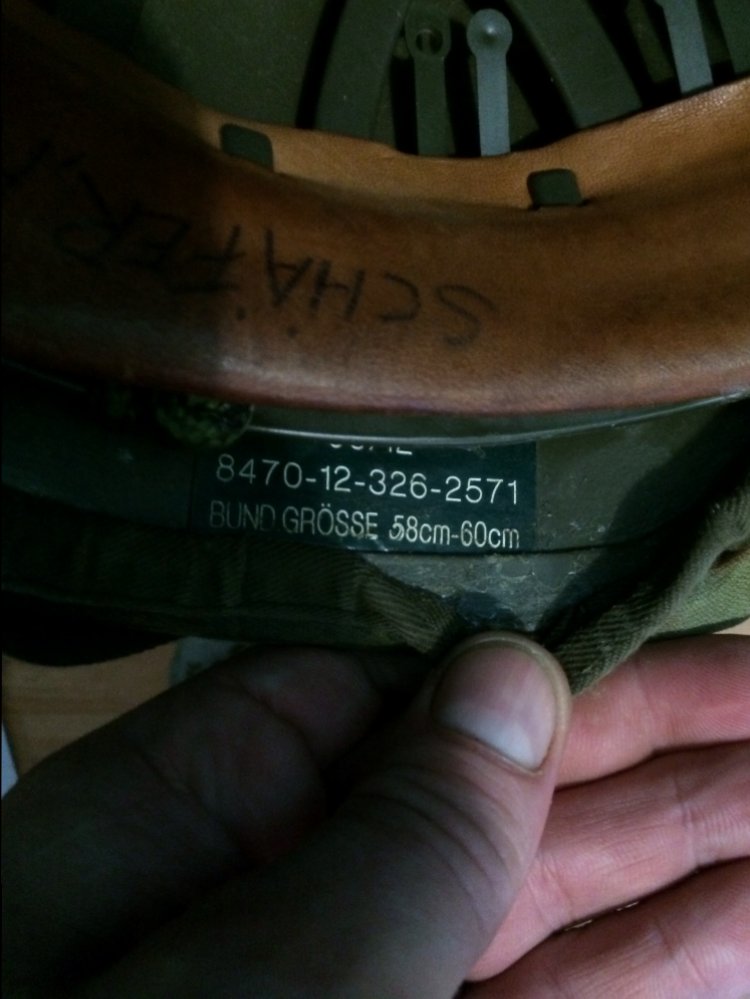 SCHÄFER
8470-12-326-2571
BUND GRÖSSE 58cm-60cm